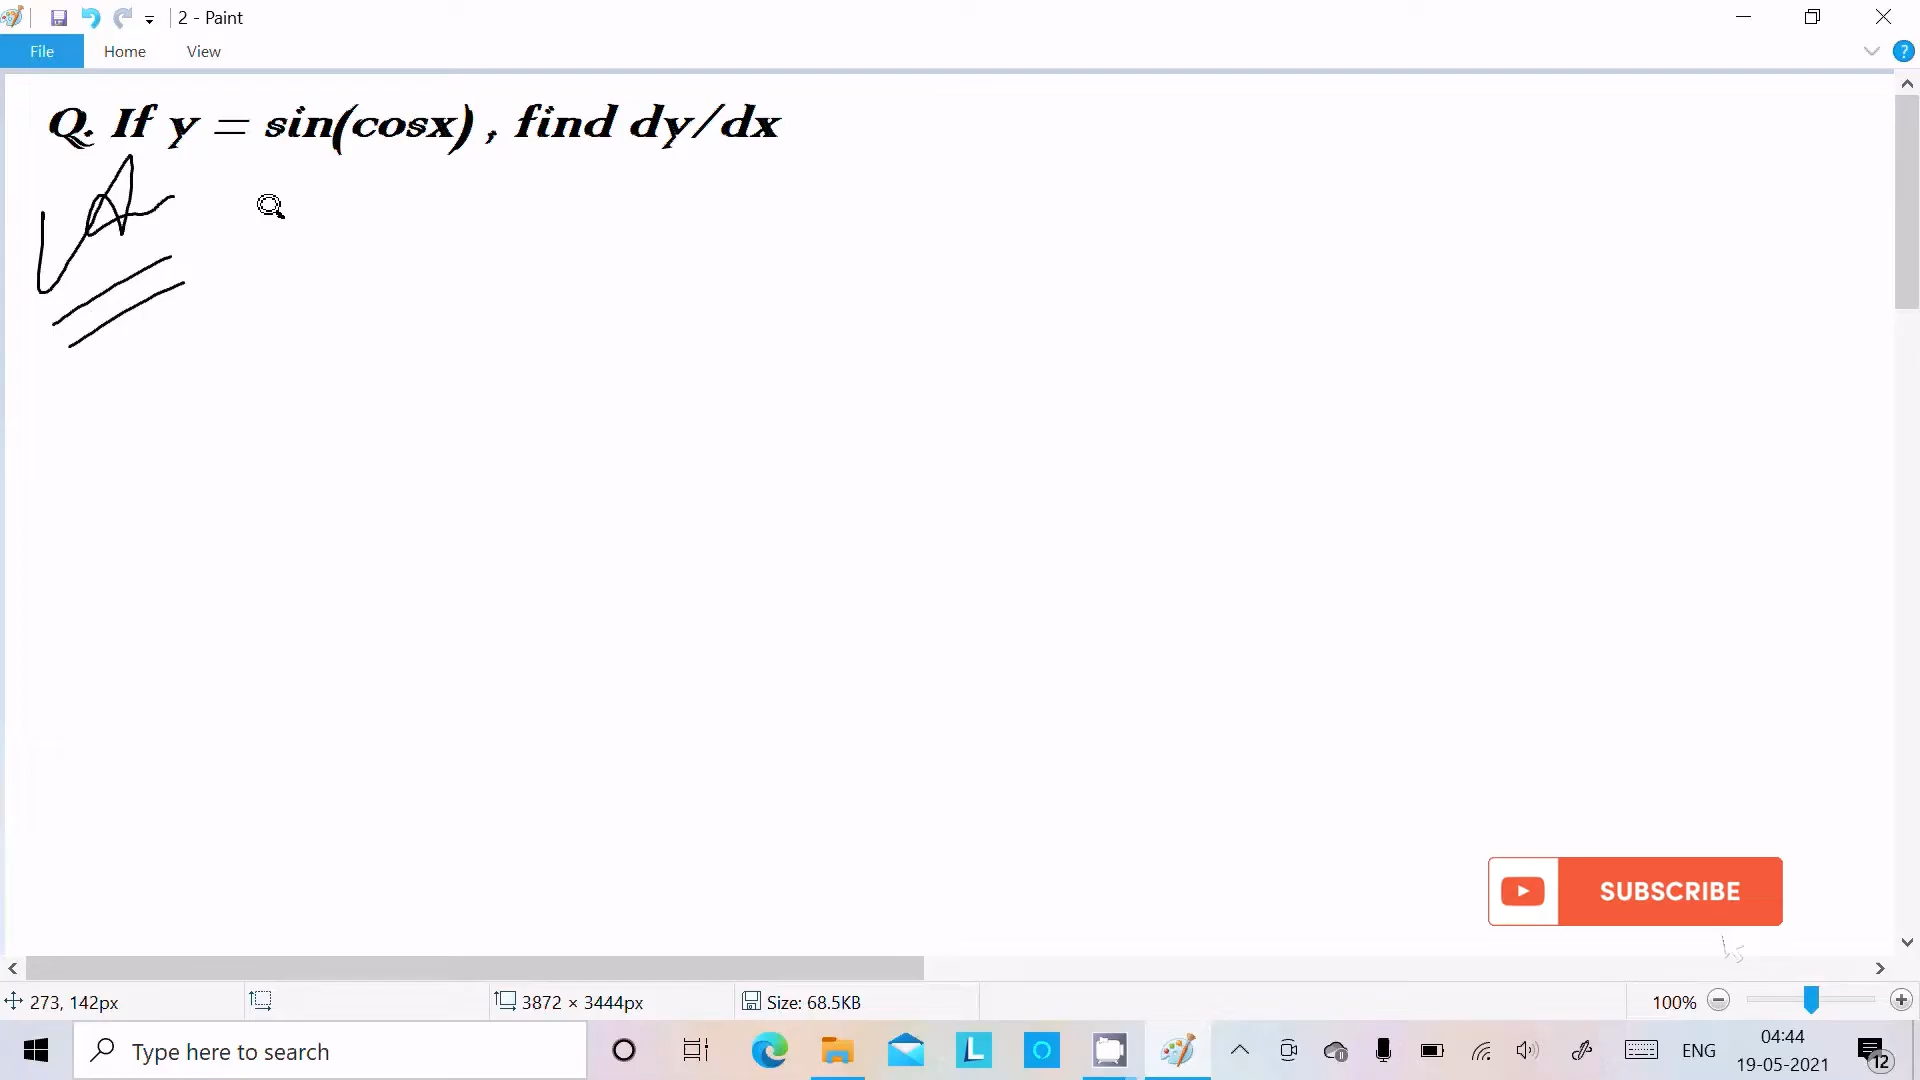 2 - Paint
File Home View
Q. If y = sin(cosx) , find dy/dx
SUBSCRIBE
273, 142px 3872 × 3444px Size: 68.5KB 100%
Type here to search ENG 04:44
19-05-2021 12